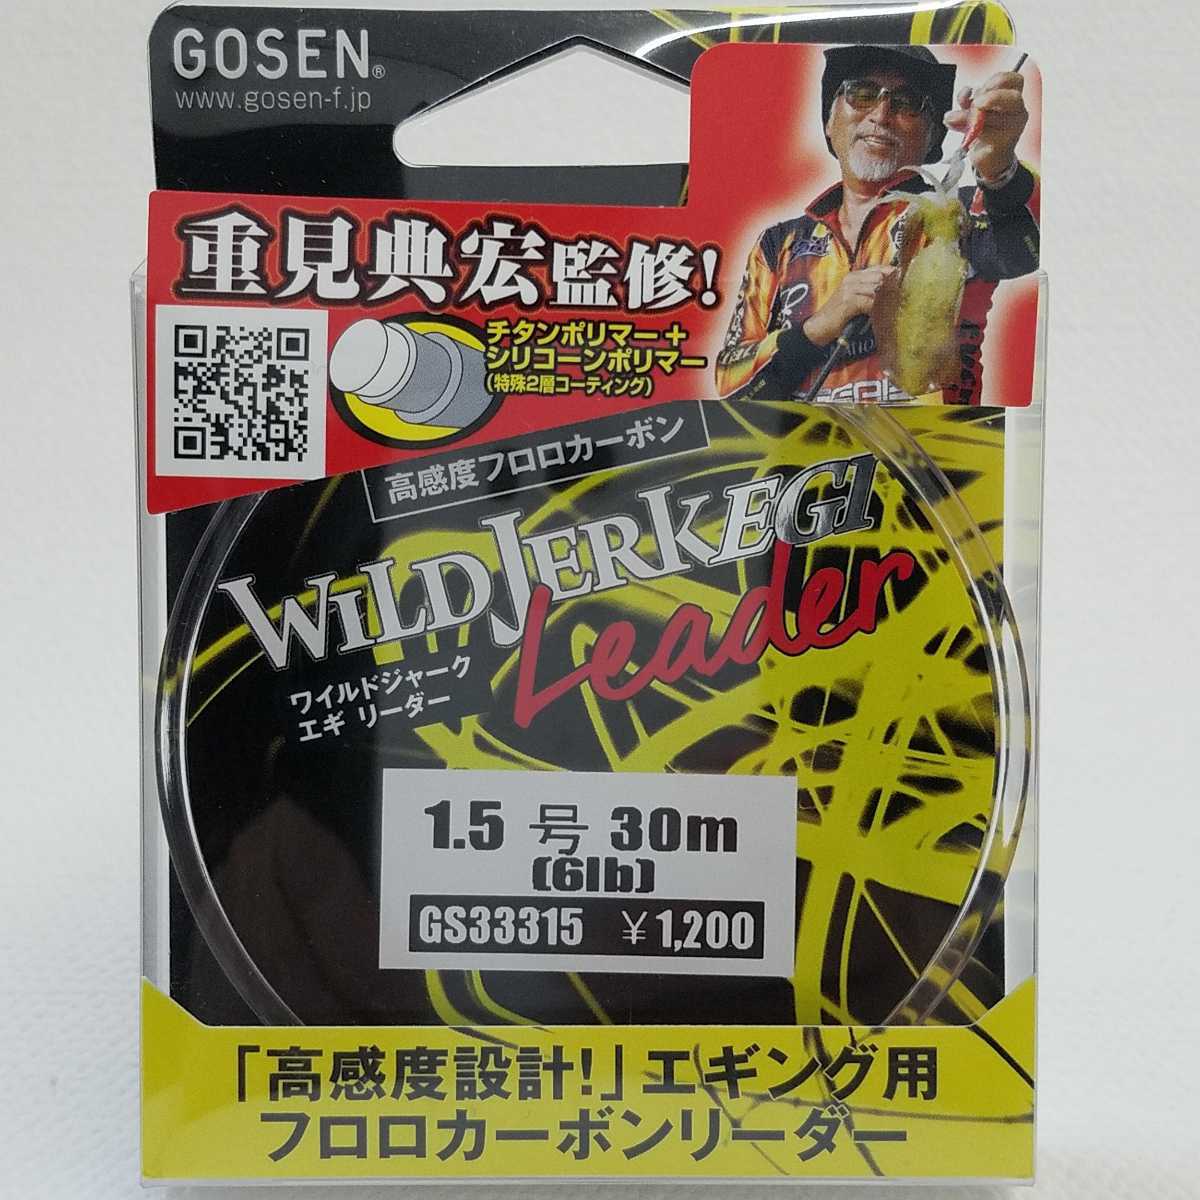 GOSEN®
www.gosen-f.jp
重見典宏監修!
チタンポリマー+
シリコーンポリマー
(特殊2層コーティング)
高感度フロロカーボン
WILDJERKEGI
Leader
ワイルドジャーク
エギ リーダー
1.5 号 30m
(6lb)
GS33315 ￥1,200
「高感度設計!」エギング用
フロロカーボンリーダー